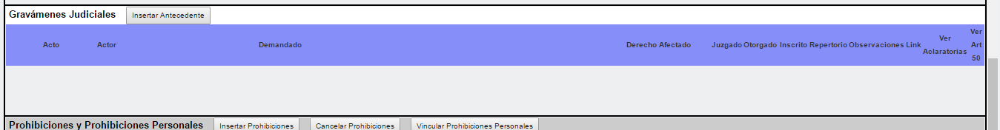 Gravámenes Judiciales Insertar Antecedente
Acto Actor Demandado Derecho Afectado Juzgado Otorgado Inscrito Repertorio Observaciones Link Ver Aclaratorias Ver Art 50
Prohibiciones y Prohibiciones Personales Insertar Prohibiciones Cancelar Prohibiciones Vincular Prohibiciones Personales